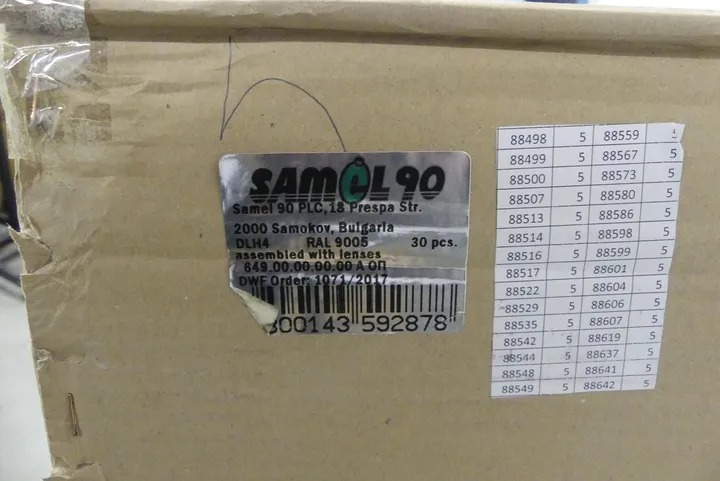 SAMEL 90
Samel 90 PLC, 18 Prespa Str.
2000 Samokov, Bulgaria
DLH4 RAL 9005 30 pcs.
assembled with lenses
649.00.00.00.00 А ОП
DWF Order: 1071/2017
800143 592878
88498 5 88559 5
88499 5 88567 5
88500 5 88573 5
88507 5 88580 5
88513 5 88586 5
88514 5 88598 5
88516 5 88599 5
88517 5 88601 5
88522 5 88604 5
88529 5 88606 5
88535 5 88607 5
88542 5 88619 5
88544 5 88637 5
88548 5 88641 5
88549 5 88642 5